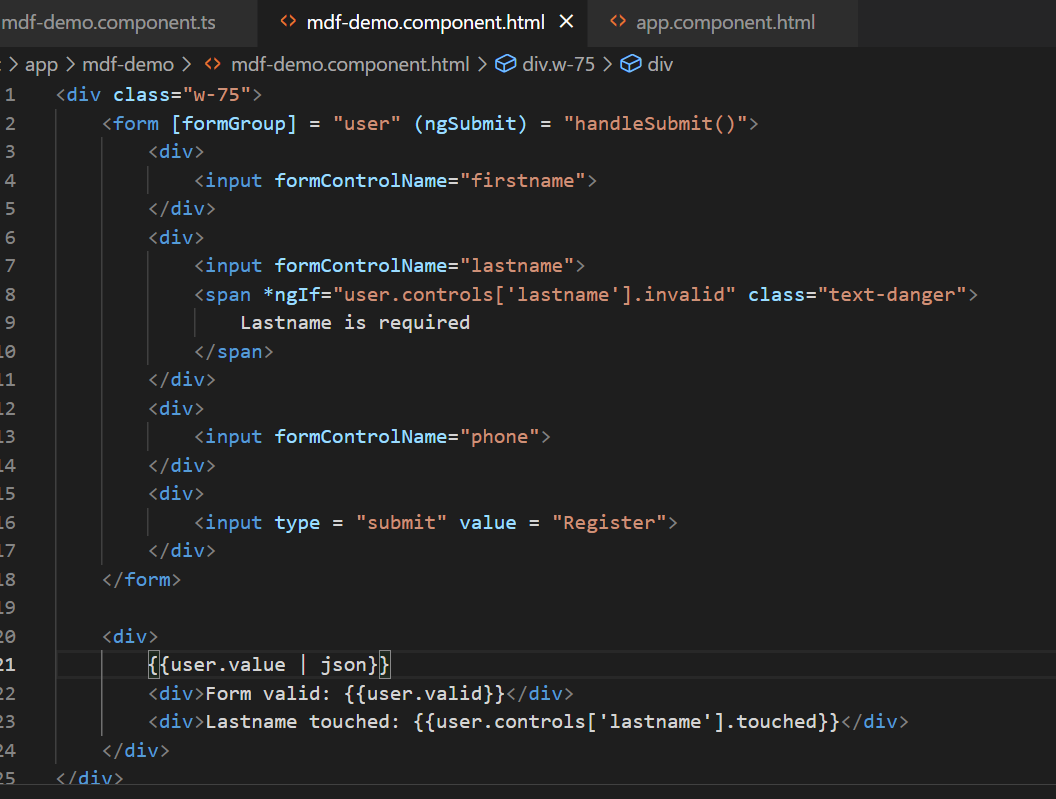 mdf-demo.component.ts <> mdf-demo.component.html × <> app.component.html
> app > mdf-demo > <> mdf-demo.component.html > div.w-75 > div
1 <div class="w-75">
2 <form [formGroup] = "user" (ngSubmit) = "handleSubmit()">
3 <div>
4 <input formControlName="firstname">
5 </div>
6 <div>
7 <input formControlName="lastname">
8 <span *ngIf="user.controls['lastname'].invalid" class="text-danger">
9 Lastname is required
10 </span>
11 </div>
12 <div>
13 <input formControlName="phone">
14 </div>
15 <div>
16 <input type = "submit" value = "Register">
17 </div>
18 </form>
19
20 <div>
21 {{user.value | json}}
22 <div>Form valid: {{user.valid}}</div>
23 <div>Lastname touched: {{user.controls['lastname'].touched}}</div>
24 </div>
25 </div>